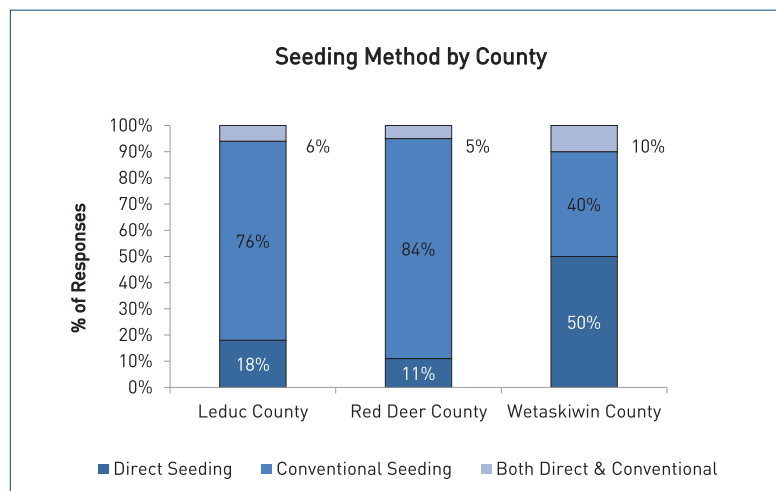 Seeding Method by County
% of Responses
100%
90%
80%
70%
60%
50%
40%
30%
20%
10%
0%
6%
76%
18%
5%
84%
11%
10%
40%
50%
Leduc County
Red Deer County
Wetaskiwin County
Direct Seeding
Conventional Seeding
Both Direct & Conventional